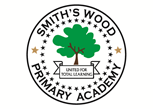 SMITH'S WOOD
UNITED FOR
TOTAL LEARNING
PRIMARY ACADEMY